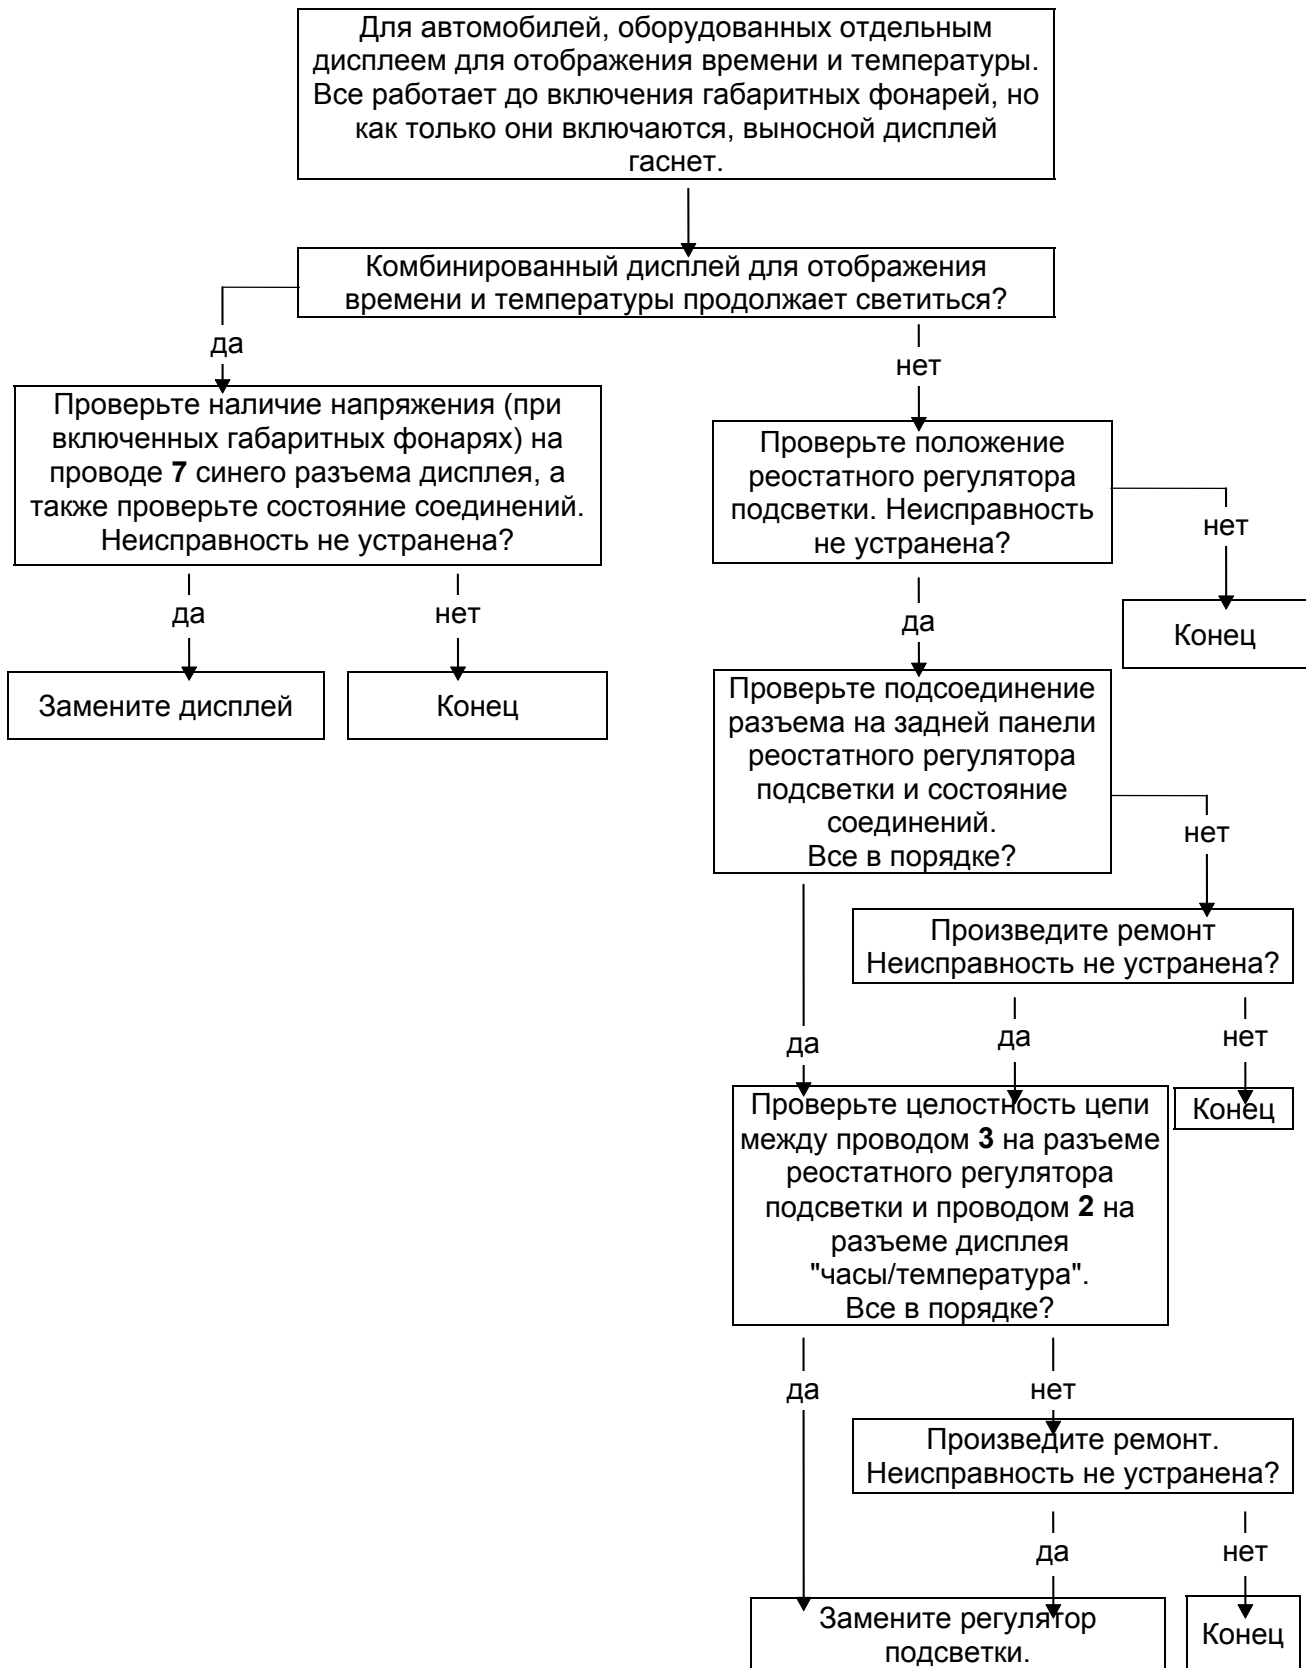 Для автомобилей, оборудованных отдельным
дисплеем для отображения времени и температуры.
Все работает до включения габаритных фонарей, но
как только они включаются, выносной дисплей
гаснет.
Комбинированный дисплей для отображения
времени и температуры продолжает светиться?
да
нет
Проверьте наличие напряжения (при
включенных габаритных фонарях) на
проводе 7 синего разъема дисплея, а
также проверьте состояние соединений.
Неисправность не устранена?
Проверьте положение
реостатного регулятора
подсветки. Неисправность
не устранена?
нет
да
нет
да
Конец
Замените дисплей
Конец
Проверьте подсоединение
разъема на задней панели
реостатного регулятора
подсветки и состояние
соединений.
Все в порядке?
нет
Произведите ремонт
Неисправность не устранена?
да
да
нет
Проверьте целостность цепи
между проводом 3 на разъеме
реостатного регулятора
подсветки и проводом 2 на
разъеме дисплея
"часы/температура".
Все в порядке?
Конец
да
нет
Произведите ремонт.
Неисправность не устранена?
да
нет
Замените регулятор
подсветки.
Конец